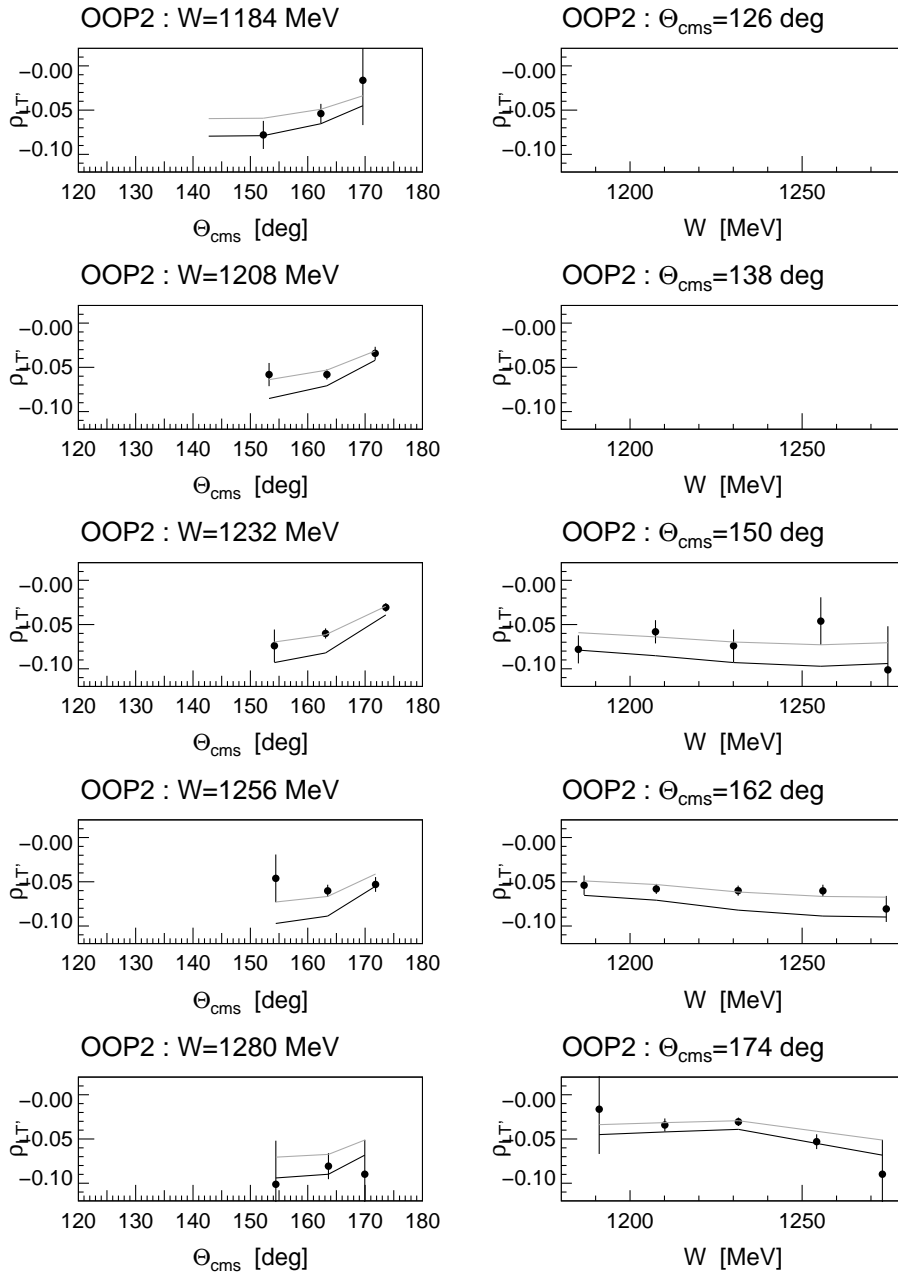 OOP2 : W=1184 MeV
OOP2 : Θcms=126 deg
ρLT'
−0.00
−0.05
−0.10
120 130 140 150 160 170 180
Θcms [deg]
ρLT'
−0.00
−0.05
−0.10
1200 1250
W [MeV]
OOP2 : W=1208 MeV
OOP2 : Θcms=138 deg
ρLT'
−0.00
−0.05
−0.10
120 130 140 150 160 170 180
Θcms [deg]
ρLT'
−0.00
−0.05
−0.10
1200 1250
W [MeV]
OOP2 : W=1232 MeV
OOP2 : Θcms=150 deg
ρLT'
−0.00
−0.05
−0.10
120 130 140 150 160 170 180
Θcms [deg]
ρLT'
−0.00
−0.05
−0.10
1200 1250
W [MeV]
OOP2 : W=1256 MeV
OOP2 : Θcms=162 deg
ρLT'
−0.00
−0.05
−0.10
120 130 140 150 160 170 180
Θcms [deg]
ρLT'
−0.00
−0.05
−0.10
1200 1250
W [MeV]
OOP2 : W=1280 MeV
OOP2 : Θcms=174 deg
ρLT'
−0.00
−0.05
−0.10
120 130 140 150 160 170 180
Θcms [deg]
ρLT'
−0.00
−0.05
−0.10
1200 1250
W [MeV]